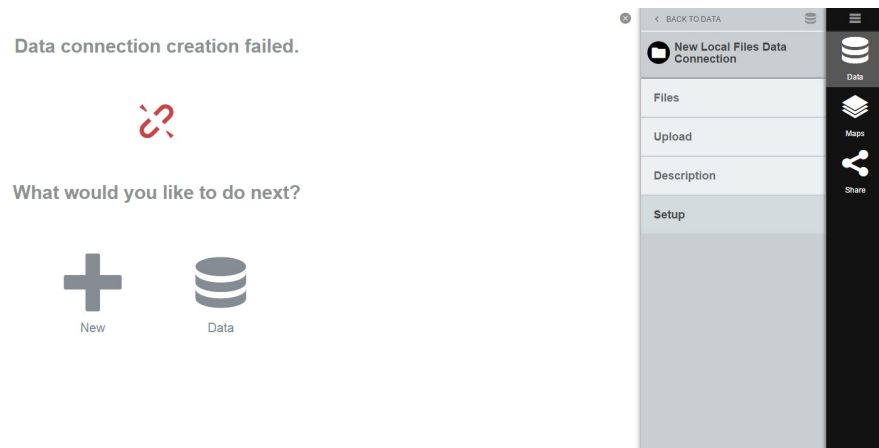 Data connection creation failed.
What would you like to do next?
New
Data
< BACK TO DATA
New Local Files Data
Connection
Files
Upload
Description
Setup
Data
Maps
Share